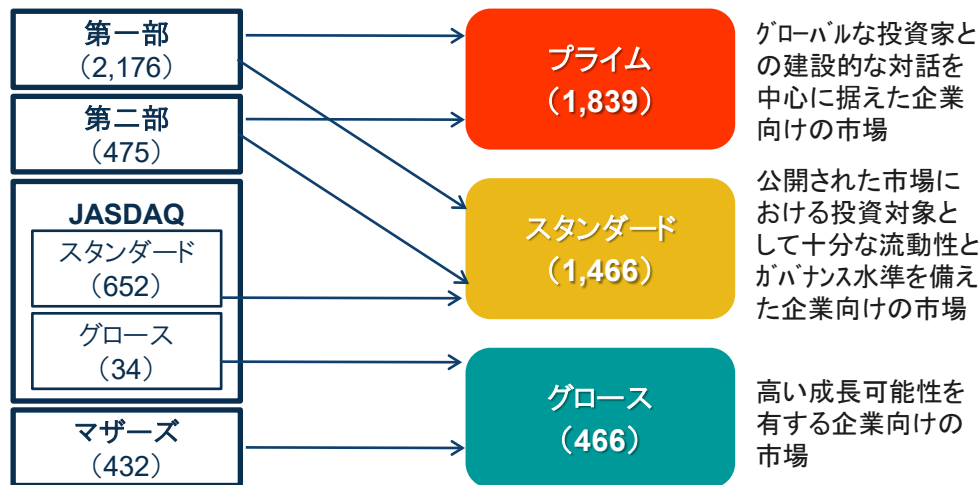 第一部
（2,176）
第二部
（475）
JASDAQ
スタンダード
（652）
グロース
（34）
マザーズ
（432）
プライム
（1,839）
スタンダード
（1,466）
グロース
（466）
ｸﾞﾛｰﾊﾞﾙな投資家と
の建設的な対話を
中心に据えた企業
向けの市場
公開された市場に
おける投資対象と
して十分な流動性と
ｶﾞﾊﾞﾅﾝｽ水準を備え
た企業向けの市場
高い成長可能性を
有する企業向けの
市場